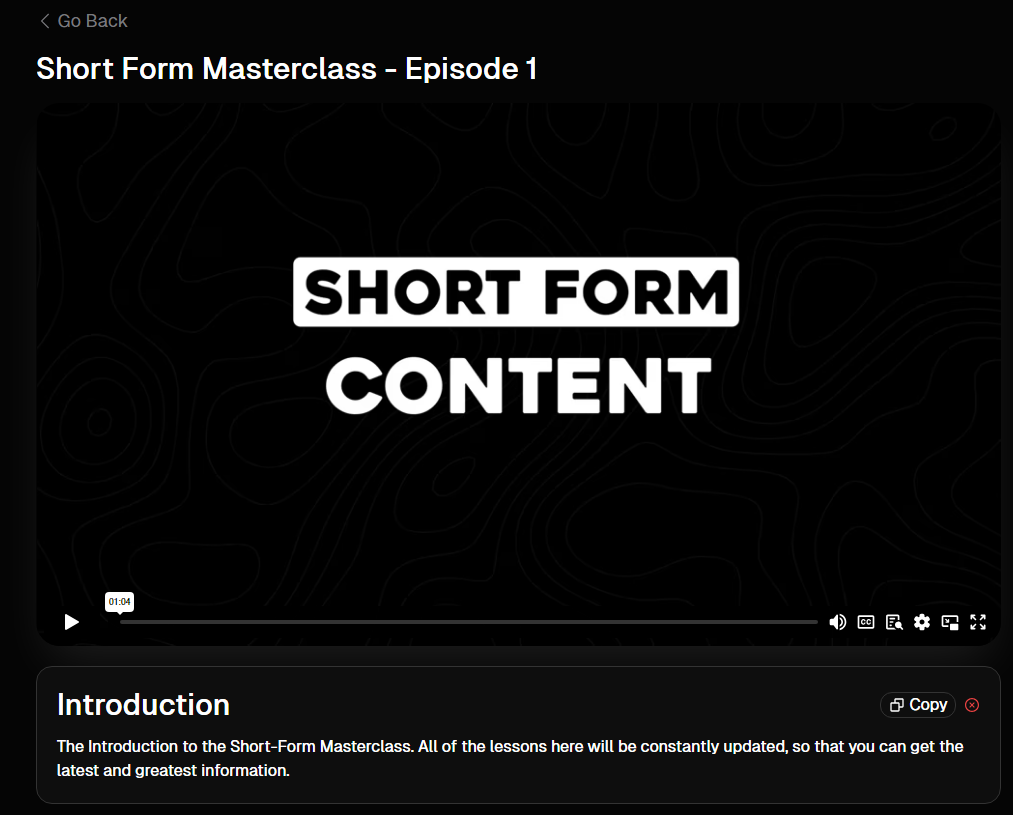 Go Back
Short Form Masterclass - Episode 1
SHORT FORM
CONTENT
01:04
CC
Introduction
Copy
The Introduction to the Short-Form Masterclass. All of the lessons here will be constantly updated, so that you can get the
latest and greatest information.